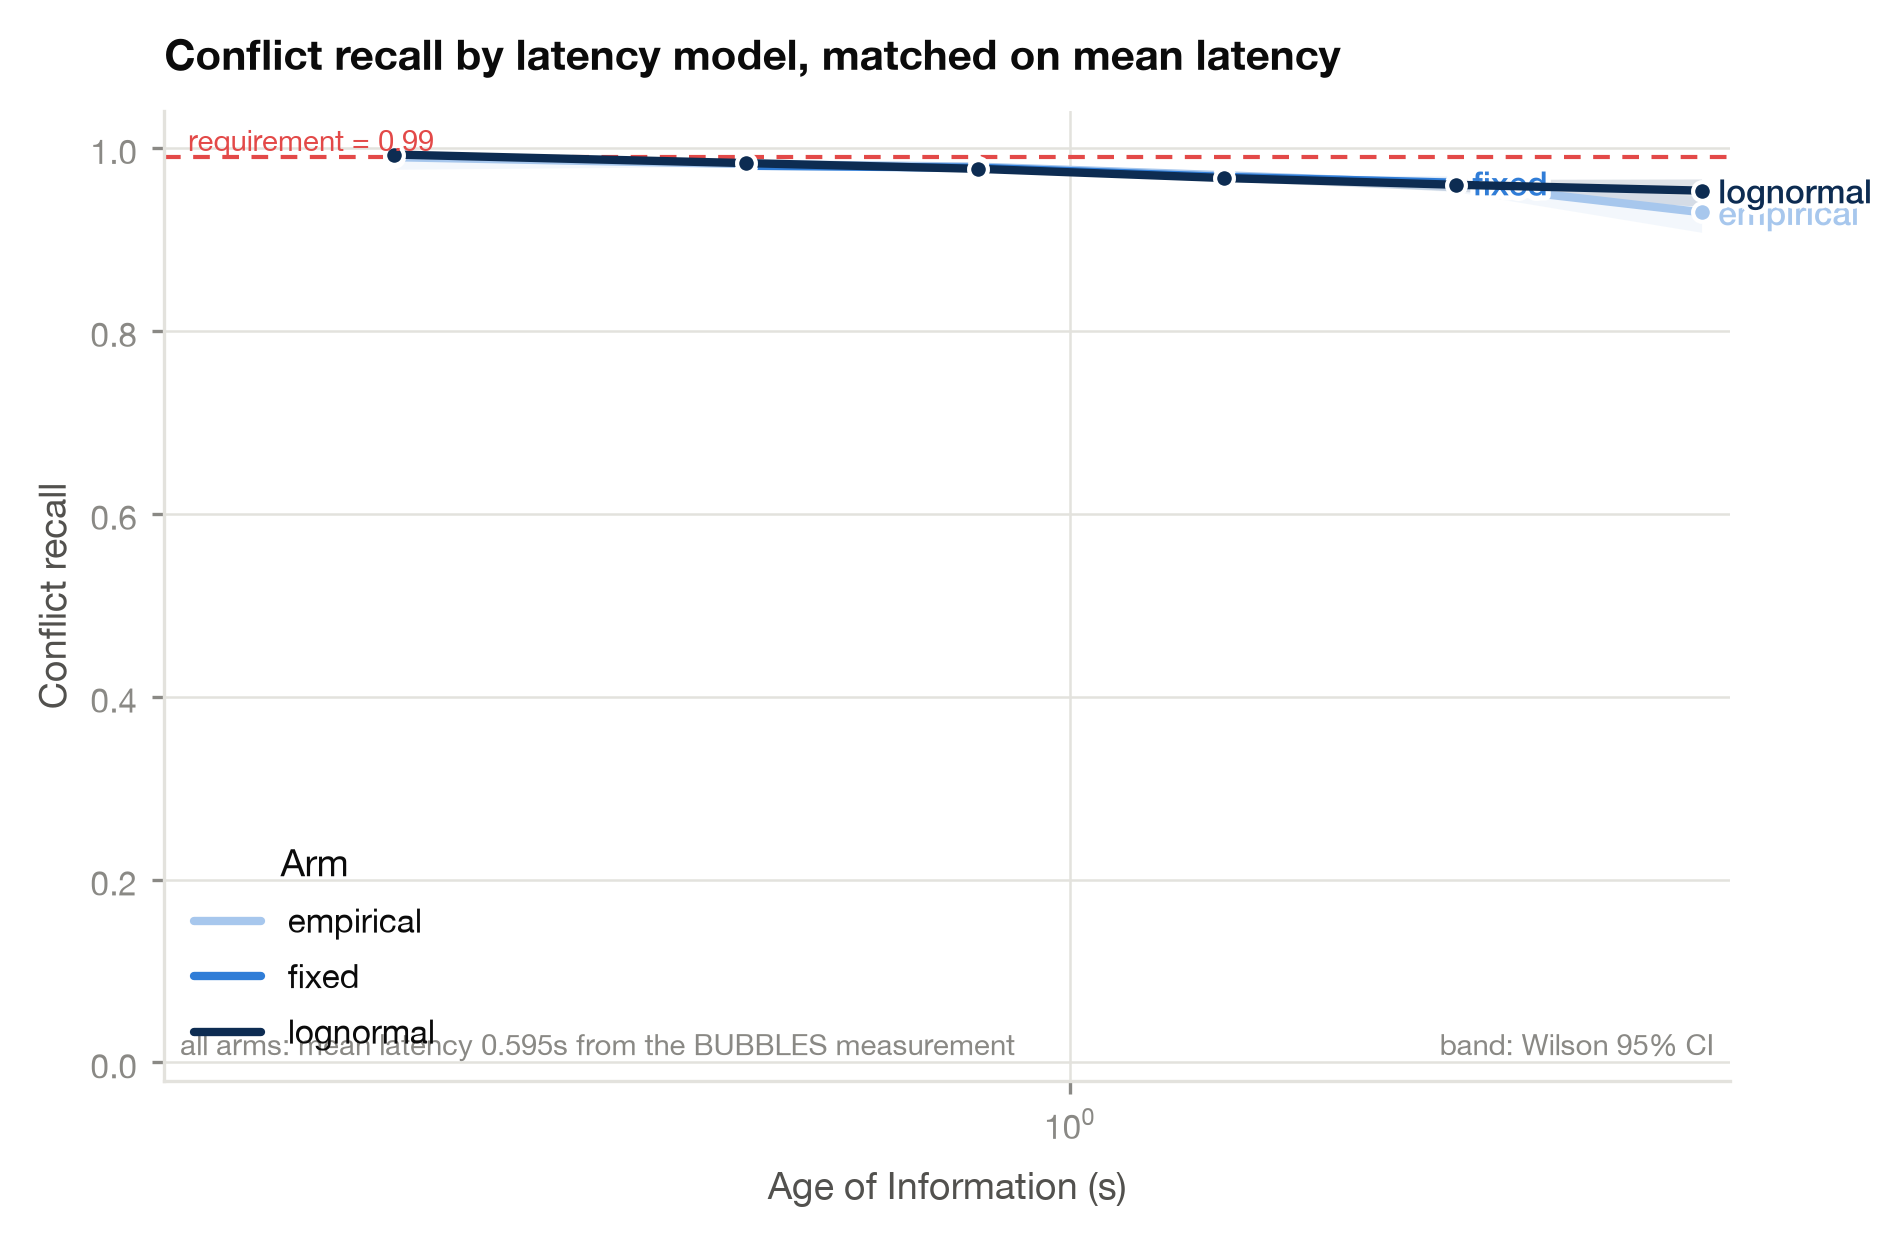 Conflict recall by latency model, matched on mean latency
requirement = 0.99
1.0
0.8
0.6
0.4
0.2
0.0
Conflict recall
fixed
lognormal
empirical
Arm
empirical
fixed
lognormal
all arms: mean latency 0.595s from the BUBBLES measurement
band: Wilson 95% CI
10⁰
Age of Information (s)